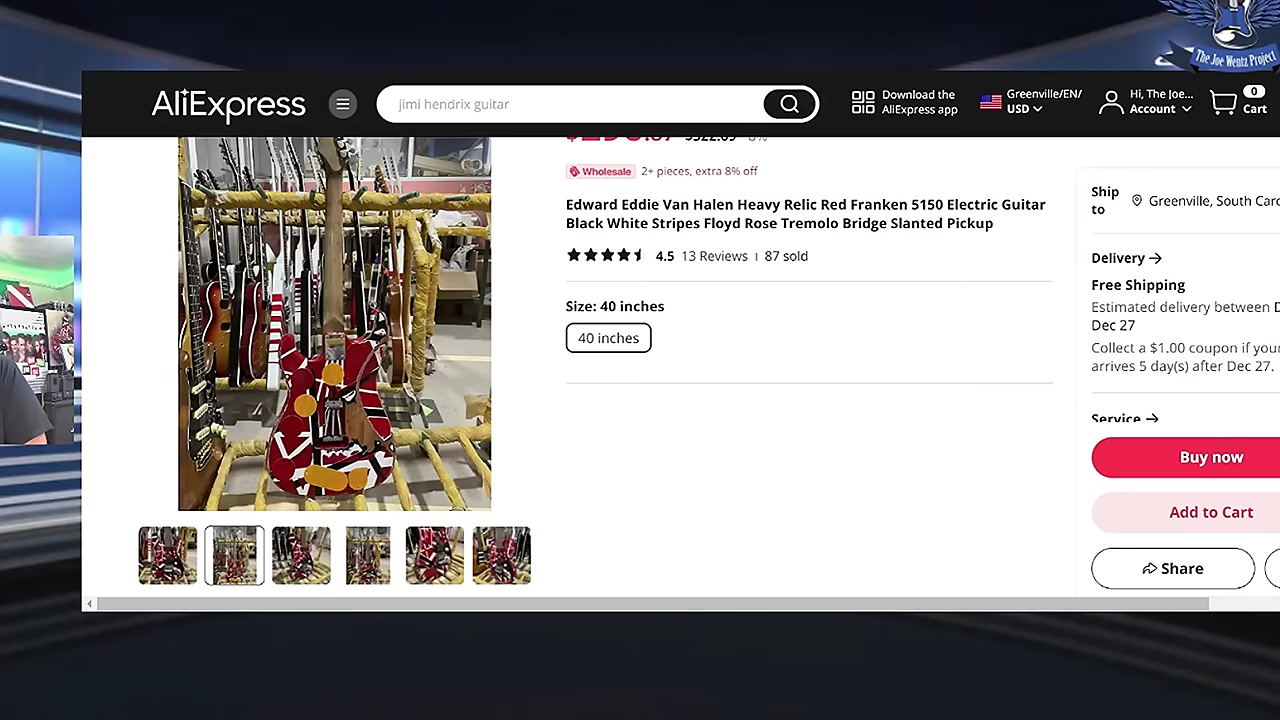 The Joe Wentz Project
AliExpress
jimi hendrix guitar
Download the
AliExpress app
Greenville/EN/
USD
Hi, The Joe...
Account
0
Cart
Wholesale 2+ pieces, extra 8% off
Edward Eddie Van Halen Heavy Relic Red Franken 5150 Electric Guitar
Black White Stripes Floyd Rose Tremolo Bridge Slanted Pickup
4.5 13 Reviews 87 sold
Size: 40 inches
40 inches
Ship
to
Greenville, South Caro
Delivery
Free Shipping
Estimated delivery between
Dec 27
Collect a $1.00 coupon if your
arrives 5 day(s) after Dec 27.
Service
Buy now
Add to Cart
Share